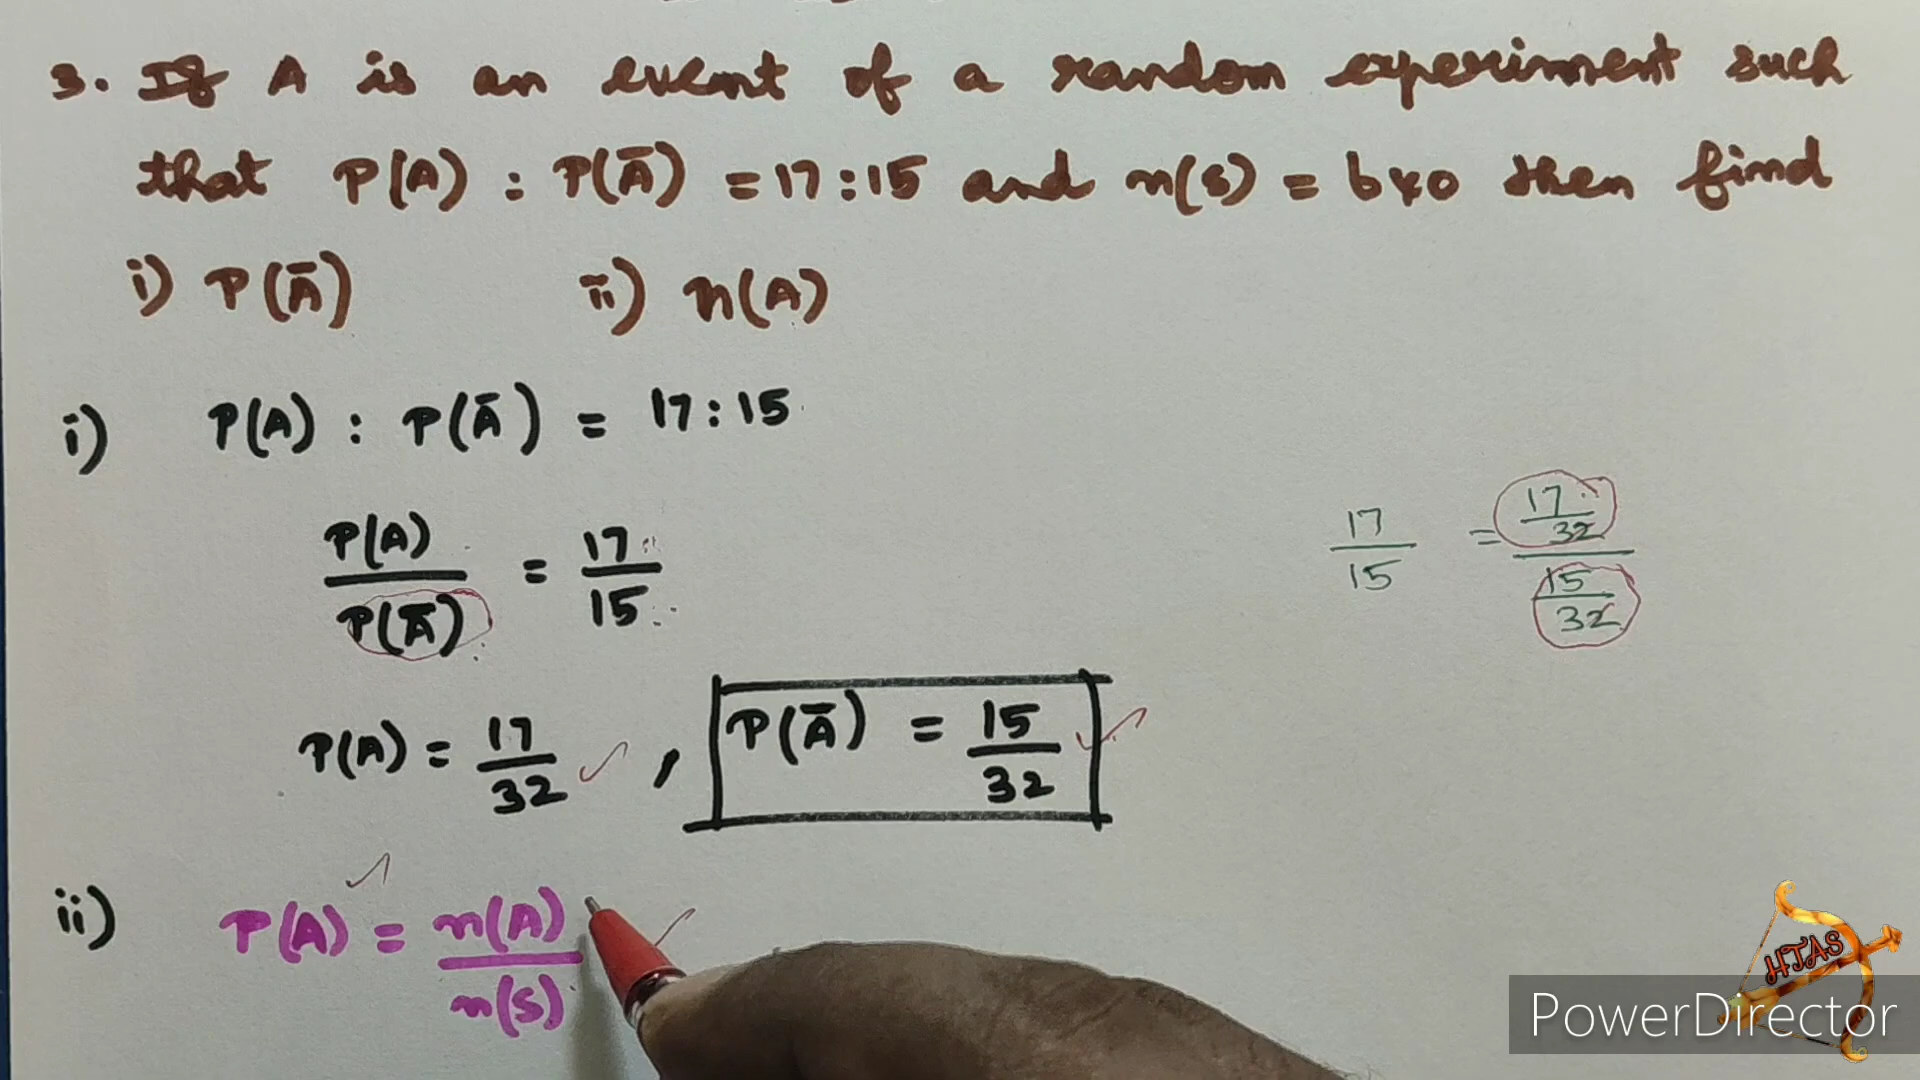 3. If A is an event of a random experiment such
that P(A) : P(Ā) = 17 : 15 and n(s) = 640 then find
i) P(Ā) ii) n(A)
i) P(A) : P(Ā) = 17 : 15
P(A)/P(Ā) = 17/15
17/15 = 17/32 / 15/32
P(A) = 17/32 , P(Ā) = 15/32
ii) P(A) = n(A)/n(S)
HTAS
PowerDirector